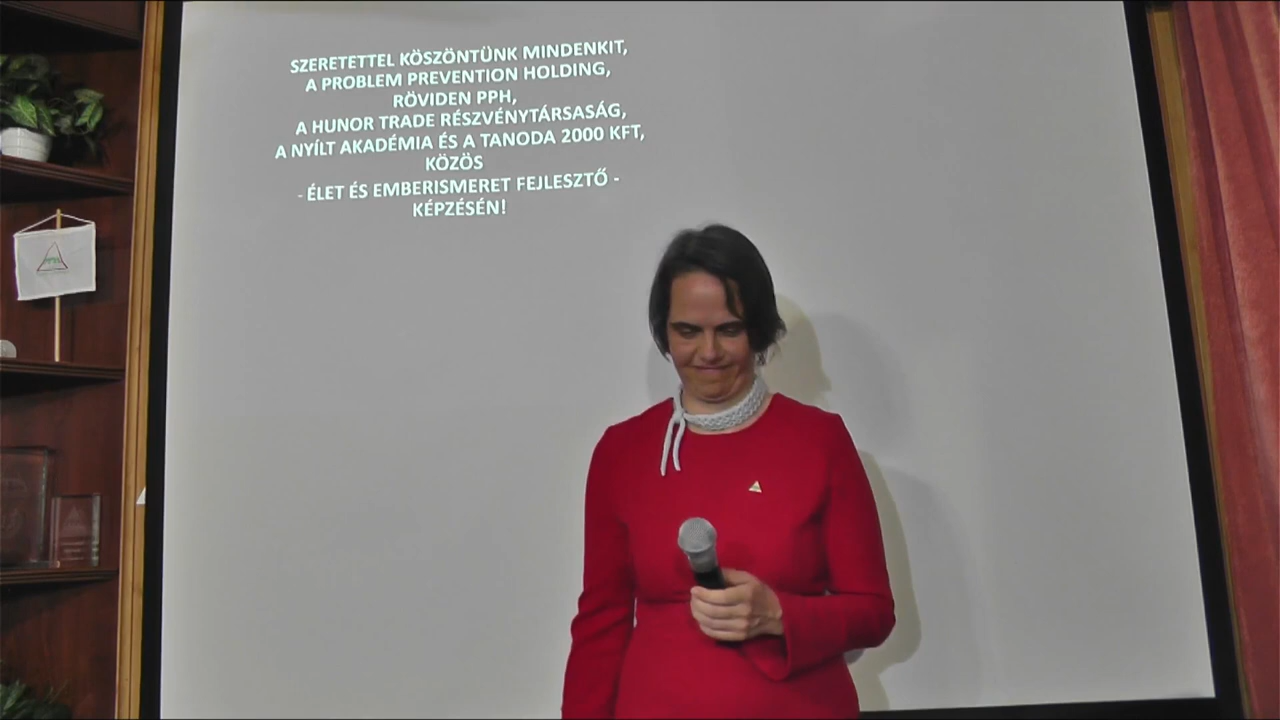 SZERETETTEL KÖSZÖNTÜNK MINDENKIT,
A PROBLEM PREVENTION HOLDING,
RÖVIDEN PPH,
A HUNOR TRADE RÉSZVÉNYTÁRSASÁG,
A NYÍLT AKADÉMIA ÉS A TANODA 2000 KFT,
KÖZÖS
- ÉLET ÉS EMBERISMERET FEJLESZTŐ -
KÉPZÉSÉN!